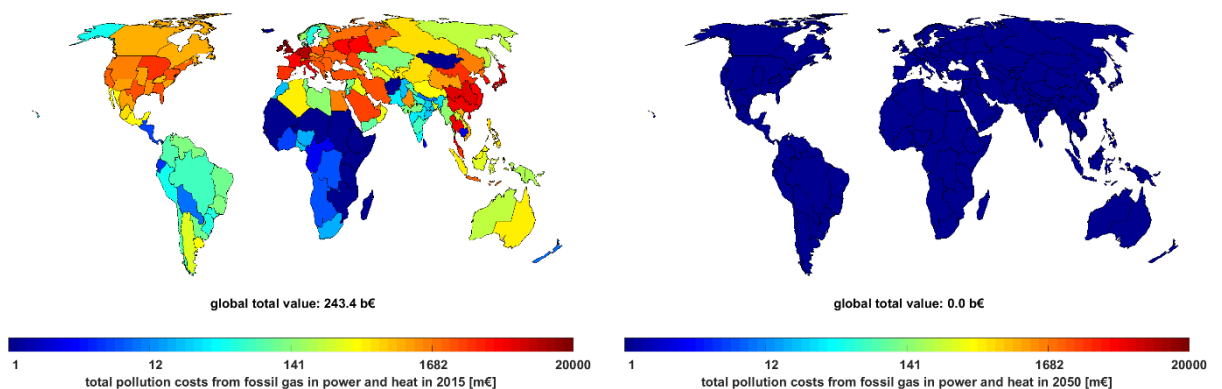 global total value: 243.4 b€
1 12 141 1682 20000
total pollution costs from fossil gas in power and heat in 2015 [m€]
global total value: 0.0 b€
1 12 141 1682 20000
total pollution costs from fossil gas in power and heat in 2050 [m€]